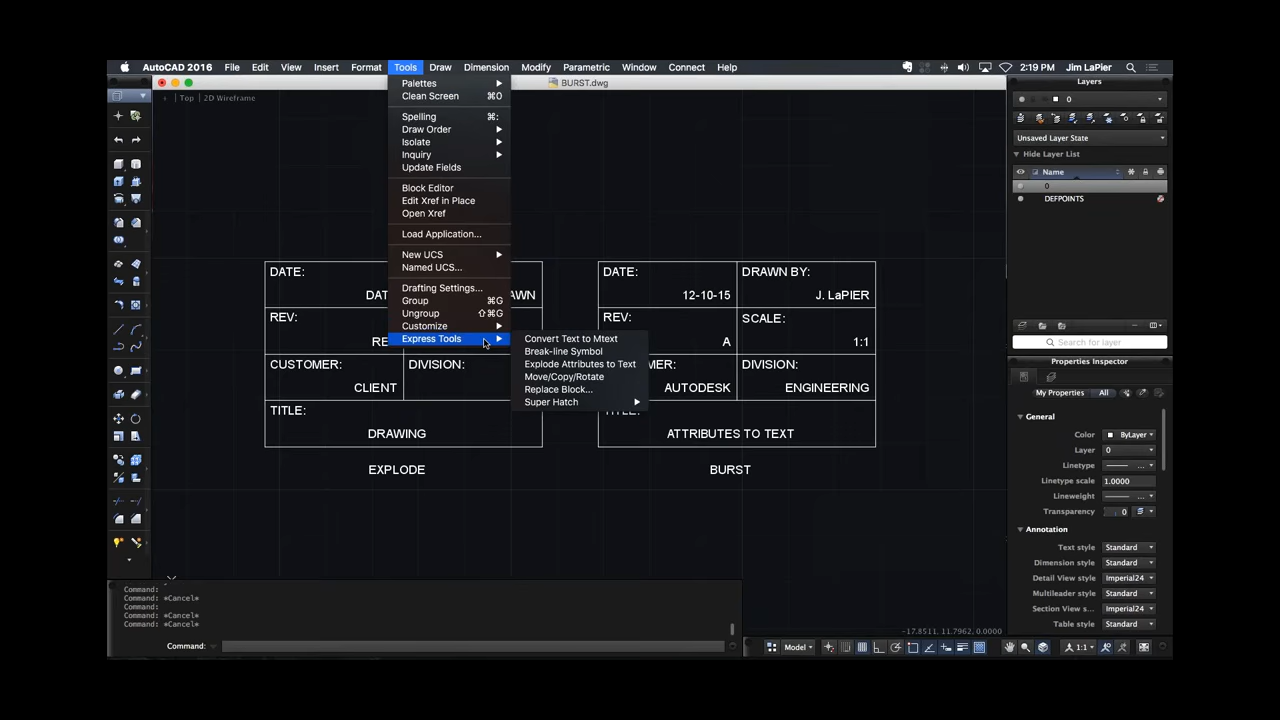 AutoCAD 2016 File Edit View Insert Format Tools Draw Dimension Modify Parametric Window Connect Help 2:19 PM Jim LaPier
BURST.dwg
Top 2D Wireframe
Palettes
Clean Screen ⌘0
Spelling ⌘:
Draw Order
Isolate
Inquiry
Update Fields
Block Editor
Edit Xref in Place
Open Xref
Load Application...
New UCS
Named UCS...
Drafting Settings...
Group ⌘G
Ungroup ⇧⌘G
Customize
Express Tools
Convert Text to Mtext
Break-line Symbol
Explode Attributes to Text
Move/Copy/Rotate
Replace Block...
Super Hatch
DATE:
REV:
CUSTOMER: DIVISION:
CLIENT
TITLE:
DRAWING
EXPLODE
DATE: DRAWN BY:
12-10-15 J. LaPIER
REV: SCALE:
A 1:1
DIVISION:
AUTODESK ENGINEERING
ATTRIBUTES TO TEXT
BURST
Layers
0
Unsaved Layer State
Hide Layer List
Name
0
DEFPOINTS
Search for layer
Properties Inspector
My Properties All
General
Color ByLayer
Layer 0
Linetype ...
Linetype scale 1.0000
Lineweight ...
Transparency 0
Annotation
Text style Standard
Dimension style Standard
Detail View style Imperial24
Multileader style Standard
Section View s... Imperial24
Table style Standard
Command:
Command: *Cancel*
Command:
Command: *Cancel*
Command: *Cancel*
Command:
-17.8511, 11.7962, 0.0000
Model 1:1